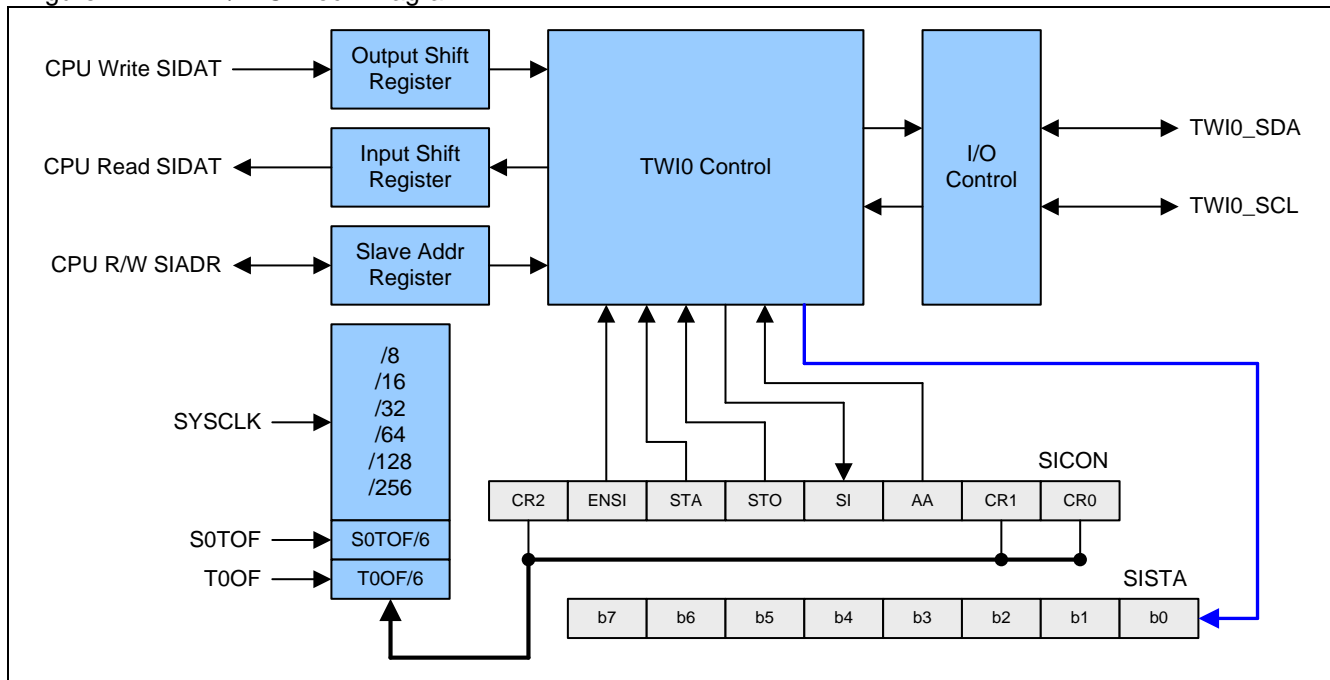 CPU Write SIDAT
Output Shift
Register
CPU Read SIDAT
Input Shift
Register
CPU R/W SIADR
Slave Addr
Register
TWI0 Control
I/O
Control
TWI0_SDA
TWI0_SCL
SYSCLK
/8
/16
/32
/64
/128
/256
S0TOF
S0TOF/6
T0OF
T0OF/6
SICON
CR2 ENSI STA STO SI AA CR1 CR0
SISTA
b7 b6 b5 b4 b3 b2 b1 b0